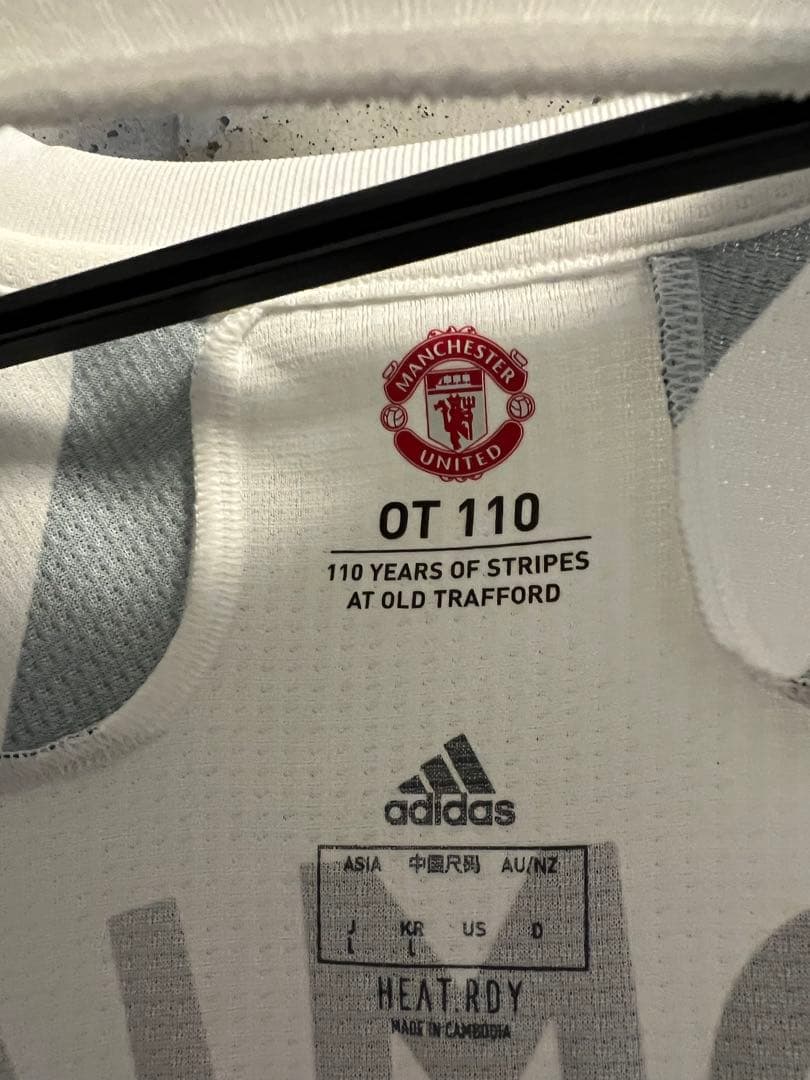 MANCHESTER
UNITED
OT 110
110 YEARS OF STRIPES
AT OLD TRAFFORD
adidas
ASIA 中国尺码 AU/NZ
J KR US D
L L
HEAT.RDY
MADE IN CAMBODIA